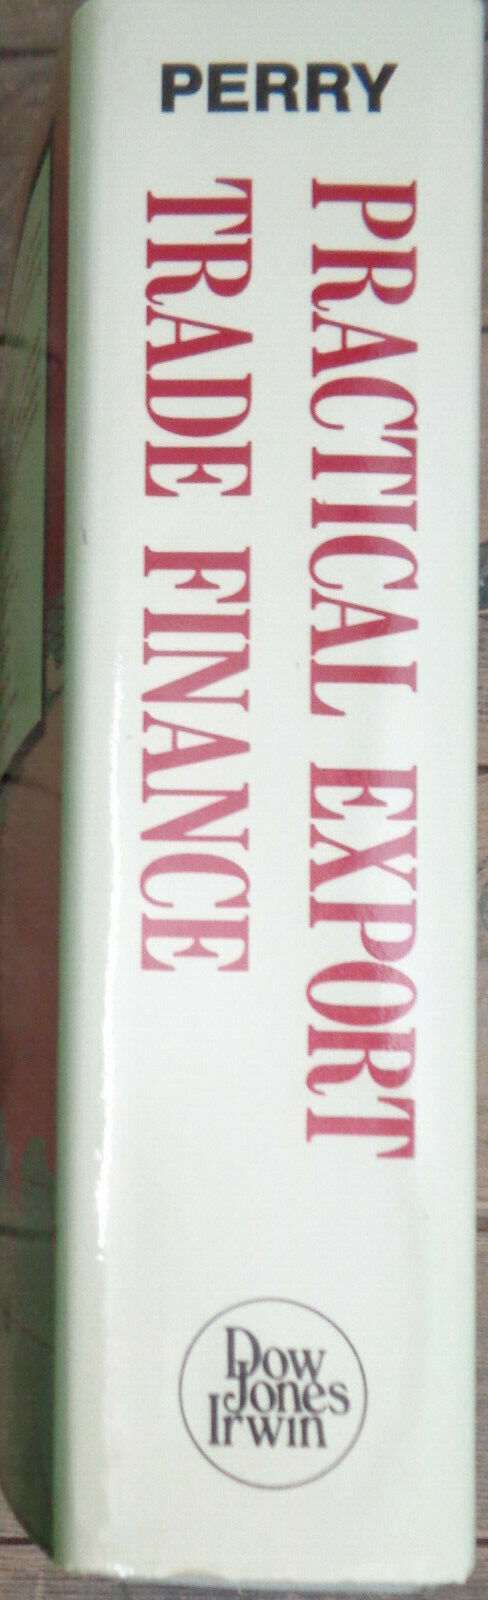 PERRY
PRACTICAL EXPORT
TRADE FINANCE
Dow
Jones
Irwin